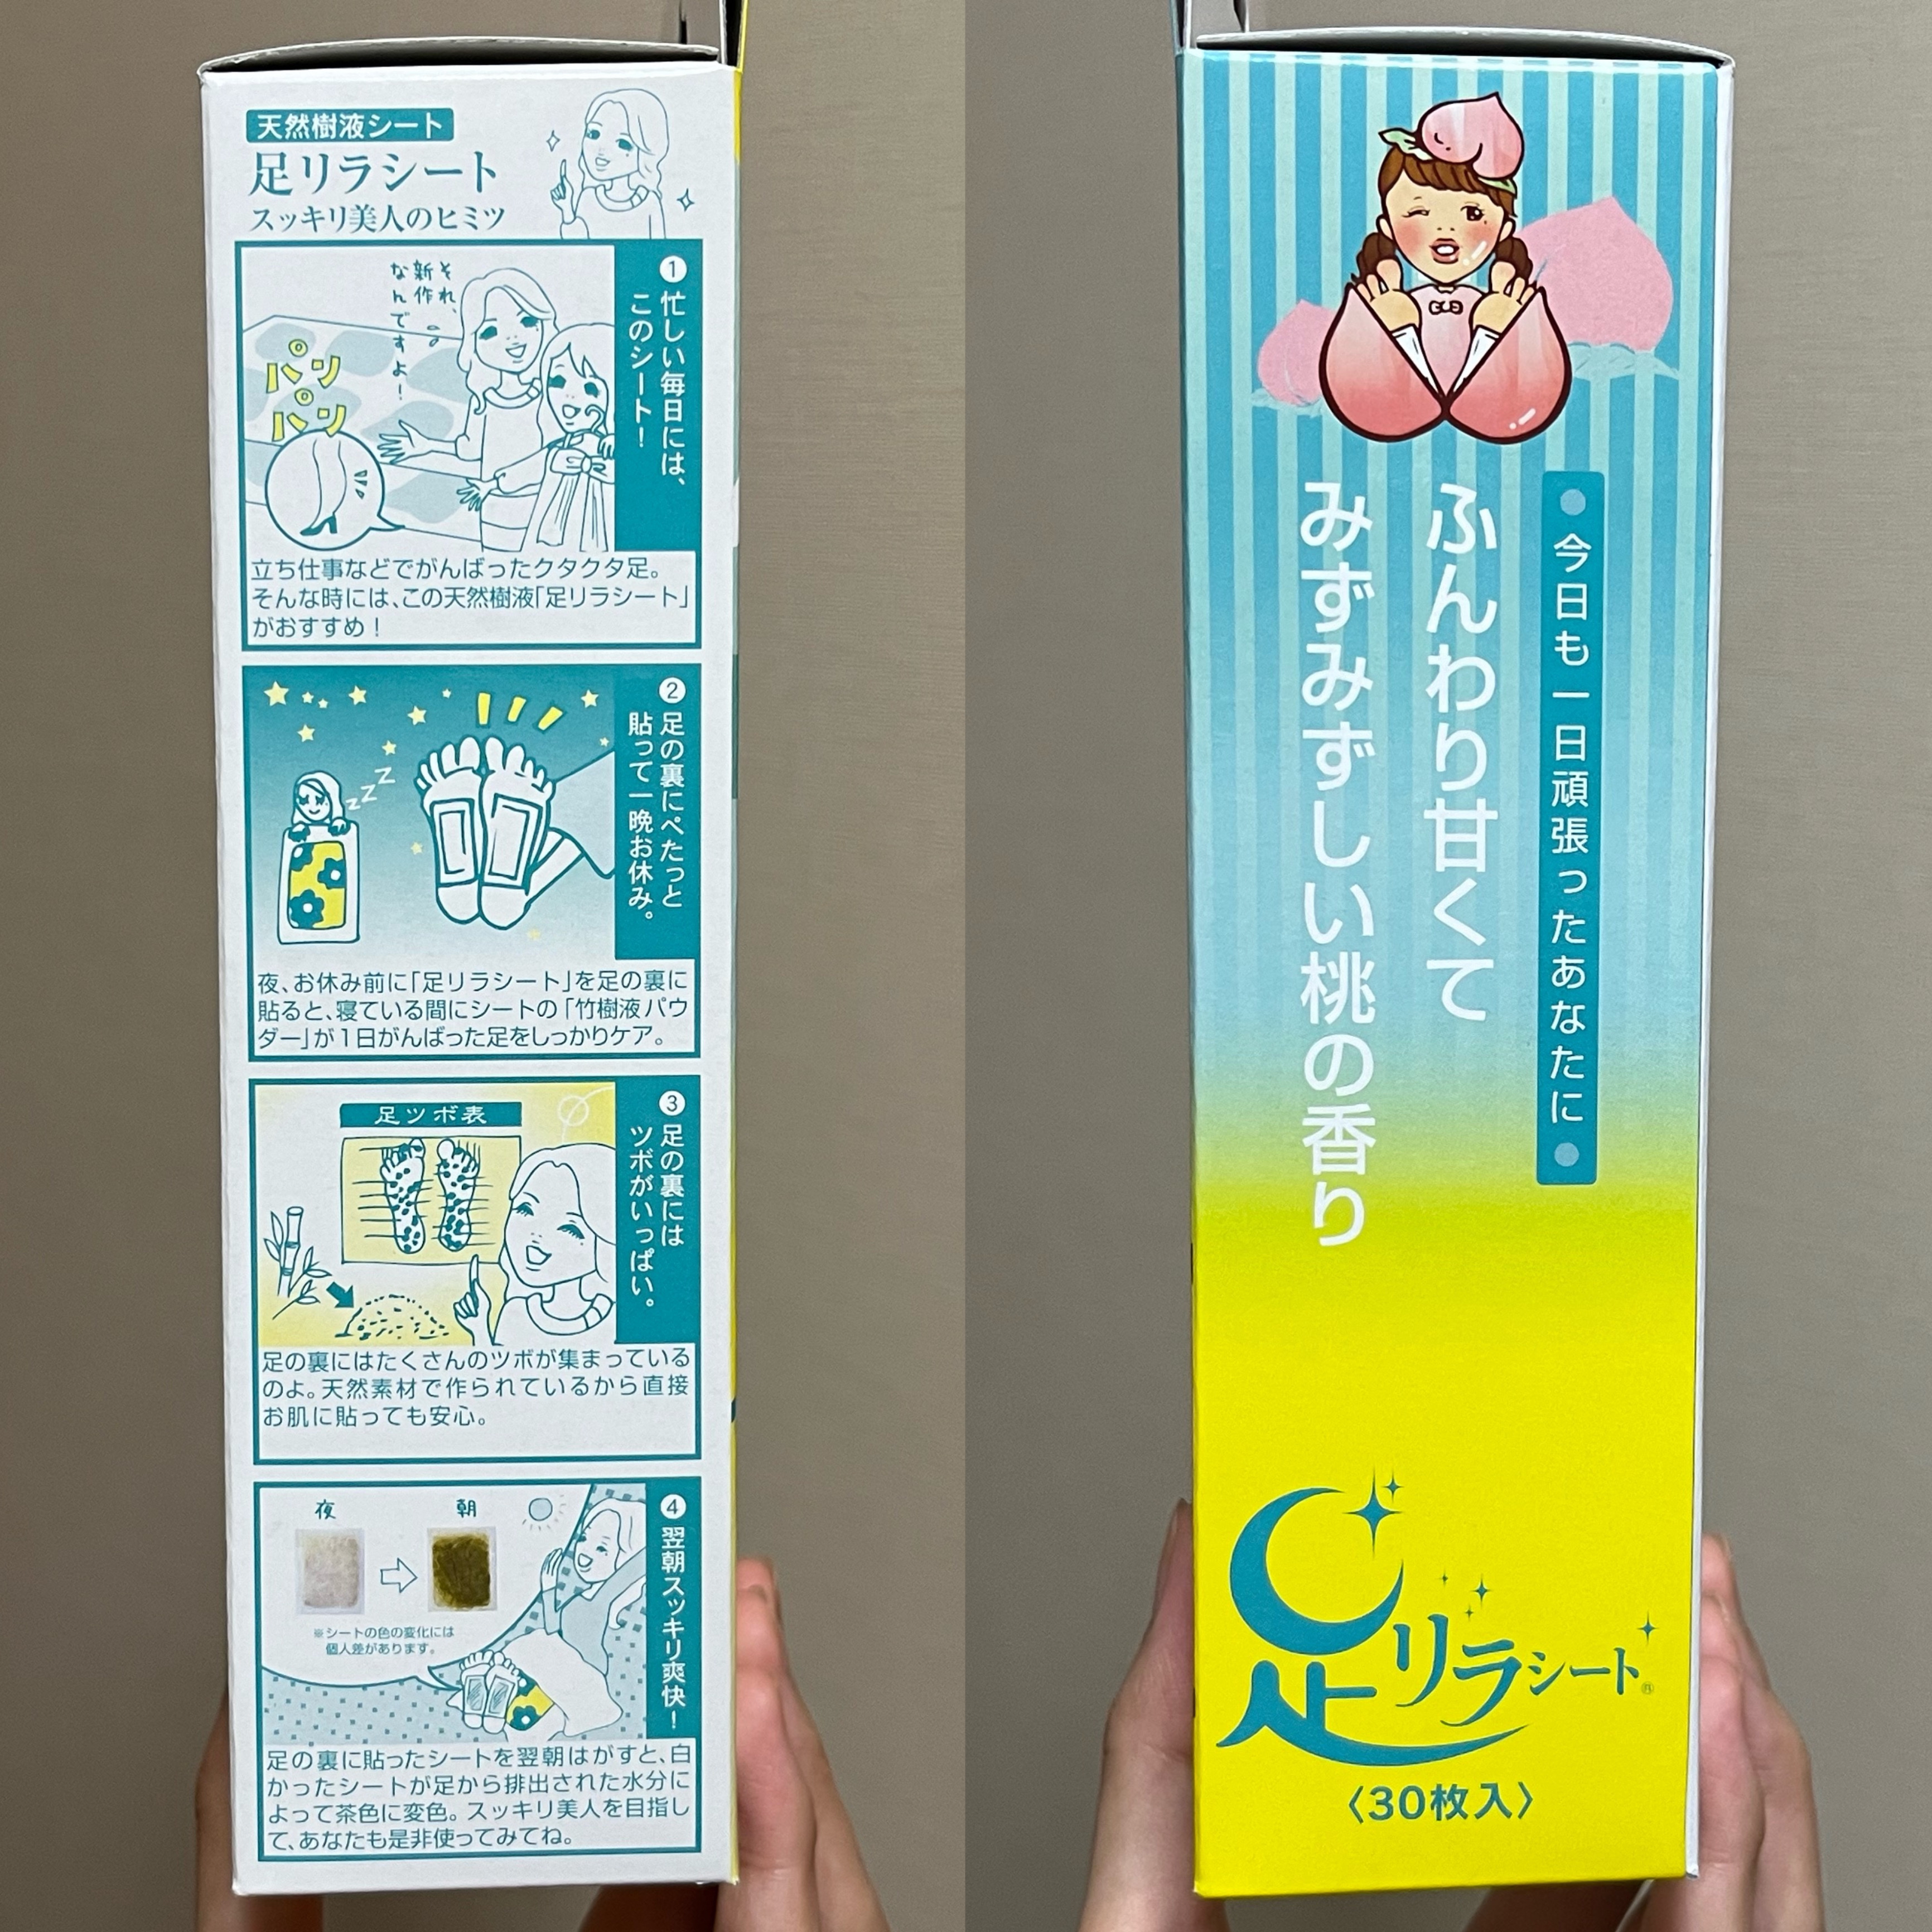 天然樹液シート
足リラシート
スッキリ美人のヒミツ
①忙しい毎日には、
このシート！
それ、
新作
なんですよ！
パン
パン
立ち仕事などでがんばったクタクタ足。
そんな時には、この天然樹液「足リラシート」
がおすすめ！
②足の裏にぺたっと
貼って一晩お休み。
zzz
夜、お休み前に「足リラシート」を足の裏に
貼ると、寝ている間にシートの「竹樹液パウ
ダー」が1日がんばった足をしっかりケア。
③足の裏には
ツボがいっぱい。
足ツボ表
足の裏にはたくさんのツボが集まっている
のよ。天然素材で作られているから直接
お肌に貼っても安心。
④翌朝スッキリ爽快！
夜
朝
※シートの色の変化には
個人差があります。
足の裏に貼ったシートを翌朝はがすと、白
かったシートが足から排出された水分に
よって茶色に変色。スッキリ美人を目指し
て、あなたも是非使ってみてね。
●今日も一日頑張ったあなたに●
ふんわり甘くて
みずみずしい桃の香り
足リラシート®
〈30枚入〉